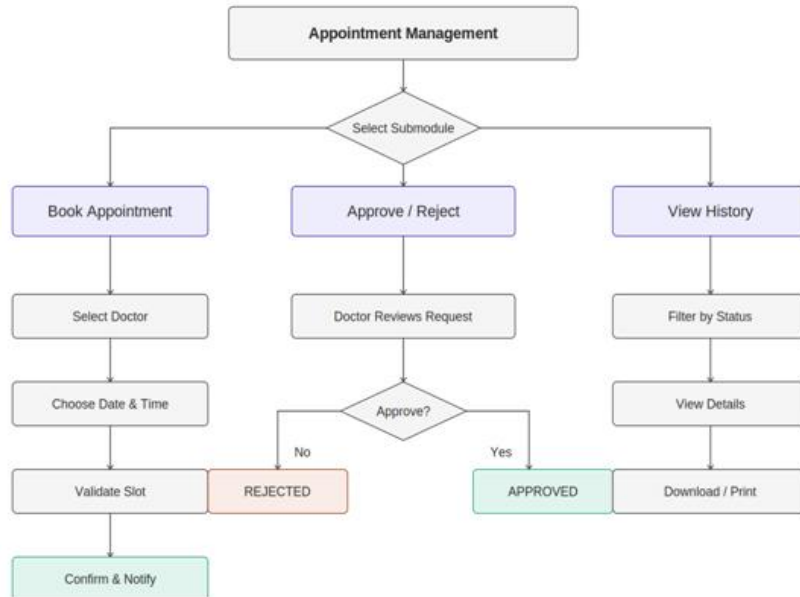 Appointment Management
Select Submodule
Book Appointment
Approve / Reject
View History
Select Doctor
Doctor Reviews Request
Filter by Status
Choose Date & Time
Approve?
View Details
No
Yes
Validate Slot
REJECTED
APPROVED
Download / Print
Confirm & Notify